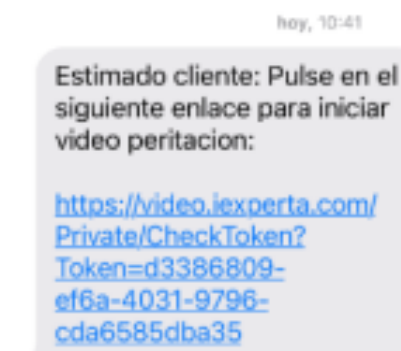 hoy, 10:41
Estimado cliente: Pulse en el
siguiente enlace para iniciar
video peritacion:
https://video.iexperta.com/
Private/CheckToken?
Token=d3386809-
ef6a-4031-9796-
cda6585dba35